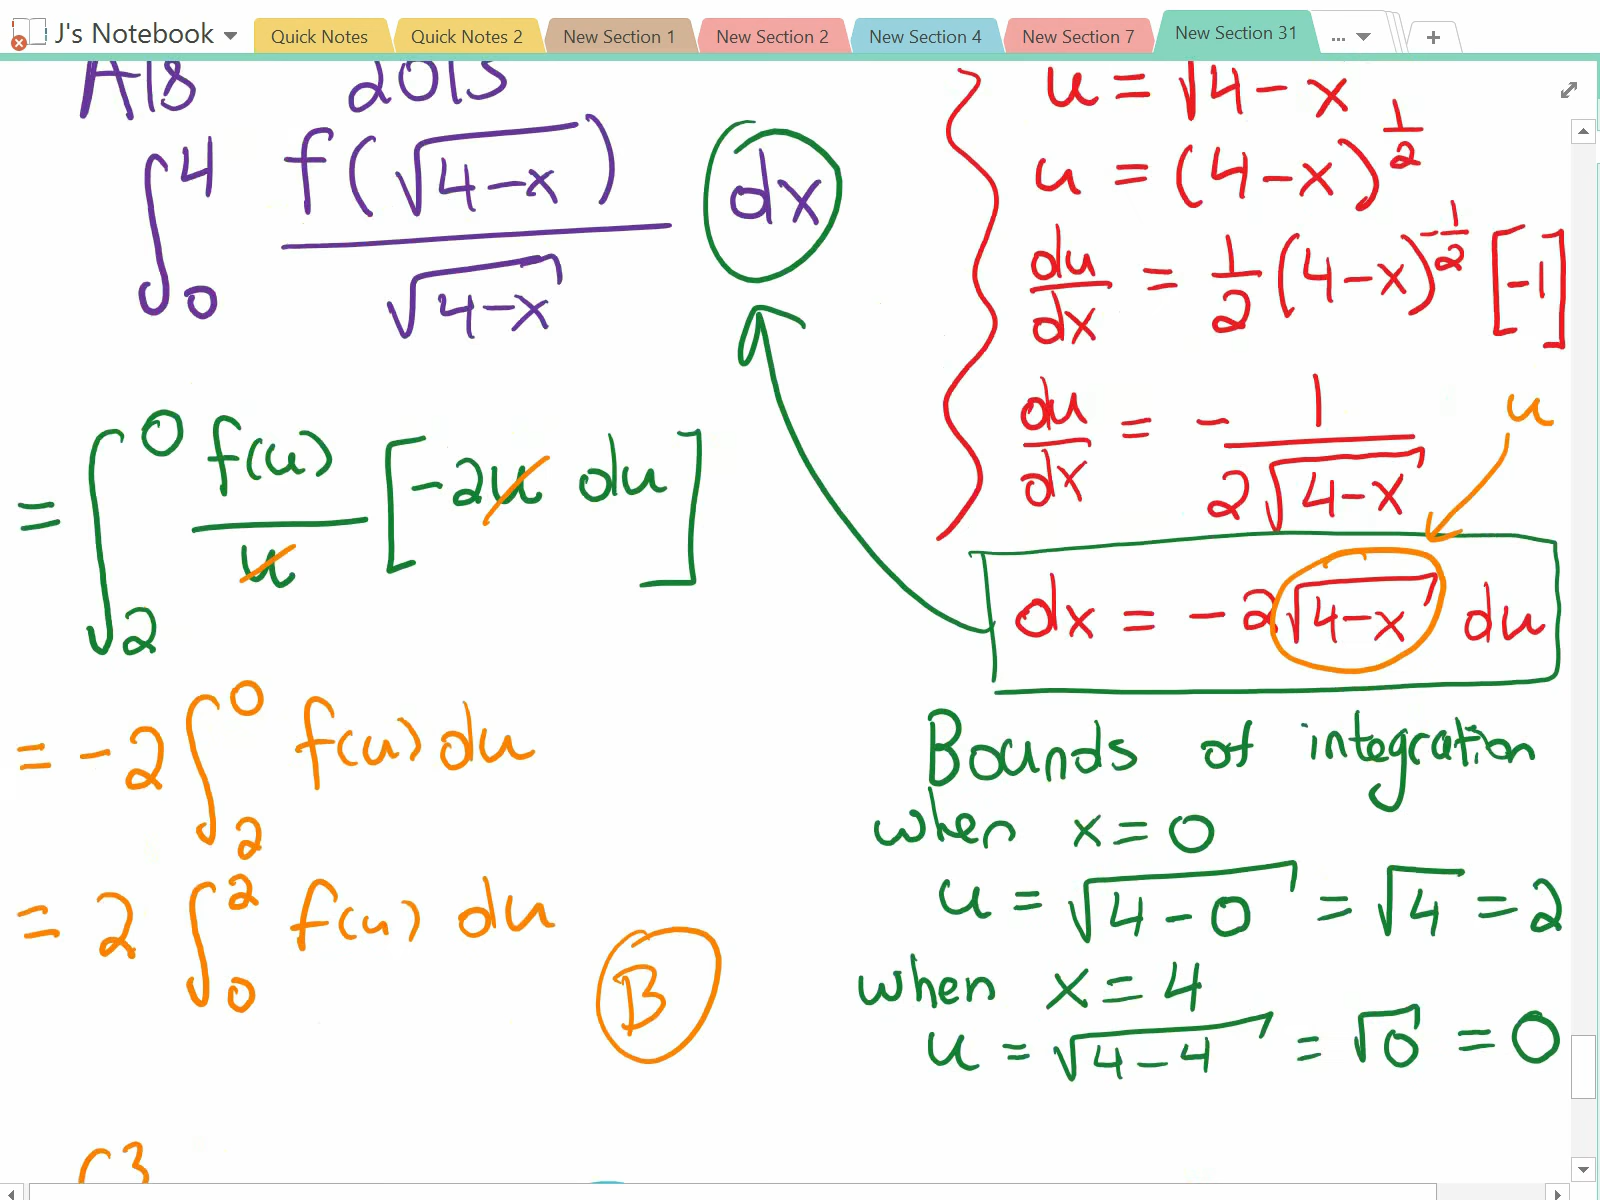 J's Notebook
Quick Notes
Quick Notes 2
New Section 1
New Section 2
New Section 4
New Section 7
New Section 31
...
+
2013
∫₀⁴ f(√4-x) / √4-x dx
= ∫₂⁰ f(u) / u [-2u du]
= -2 ∫₂⁰ f(u) du
= 2 ∫₀² f(u) du
B
∫3
u = √4-x
u = (4-x)^1/2
du/dx = 1/2 (4-x)^-1/2 [-1]
du/dx = - 1 / 2√4-x
u
dx = -2√4-x du
Bounds of integration
when x = 0
u = √4-0 = √4 = 2
when x = 4
u = √4-4 = √0 = 0